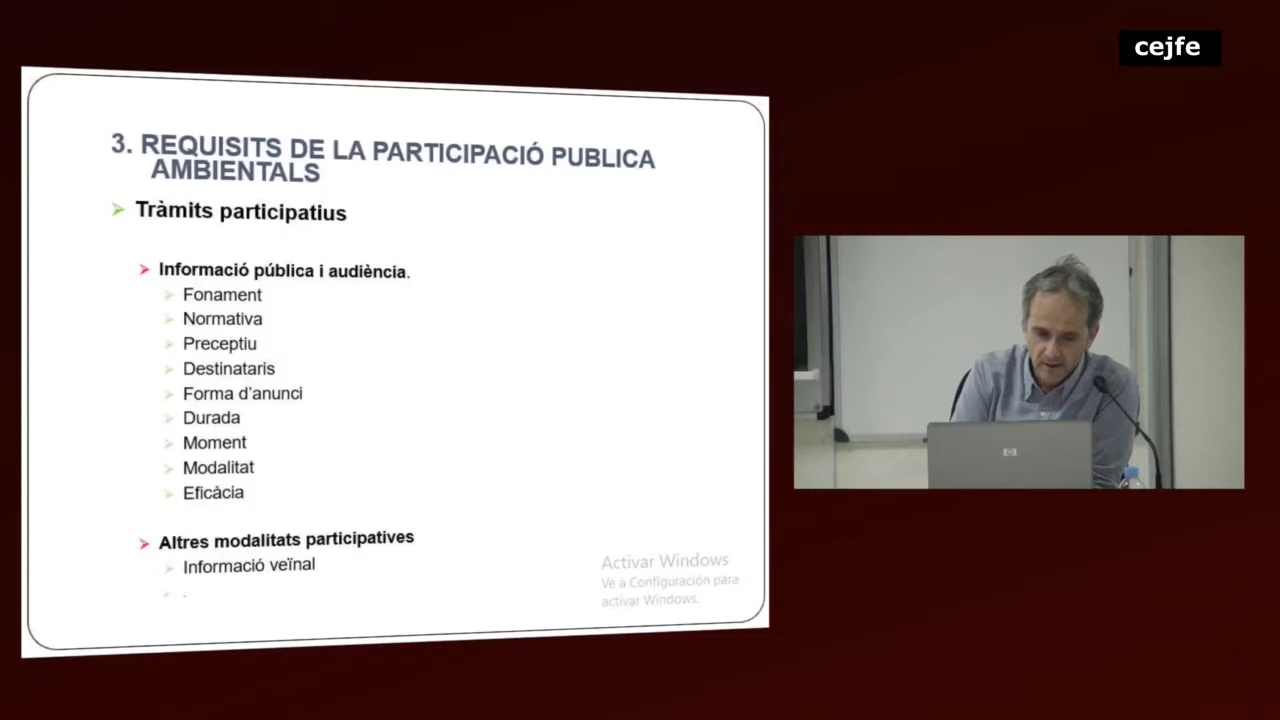 cejfe
3. REQUISITS DE LA PARTICIPACIÓ PUBLICA
AMBIENTALS
Tràmits participatius
Informació pública i audiència.
Fonament
Normativa
Preceptiu
Destinataris
Forma d'anunci
Durada
Moment
Modalitat
Eficàcia
Altres modalitats participatives
Informació veïnal
.
Activar Windows
Ve a Configuración para
activar Windows.
hp